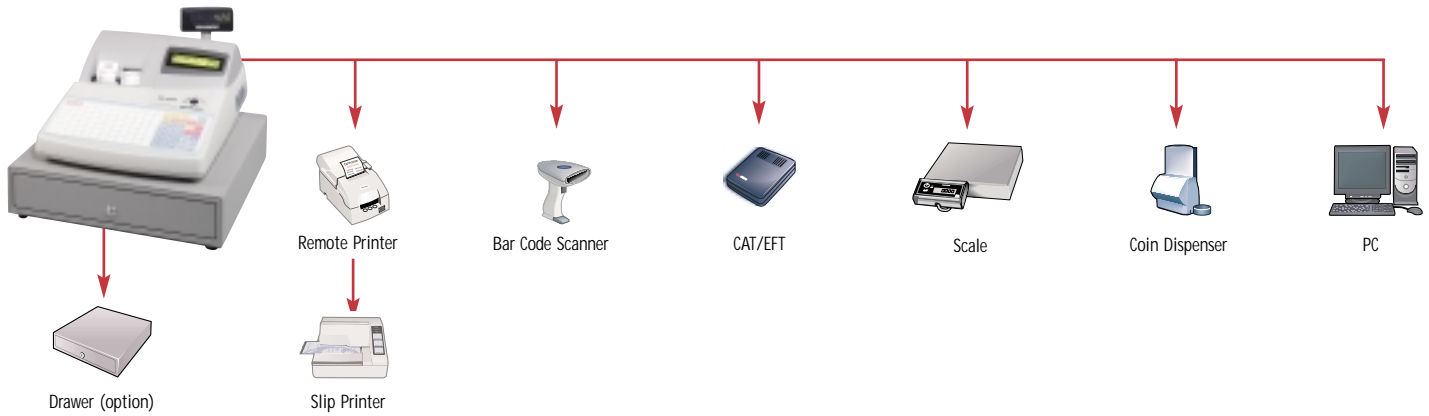 Remote Printer
Bar Code Scanner
CAT/EFT
Scale
Coin Dispenser
PC
Drawer (option)
Slip Printer